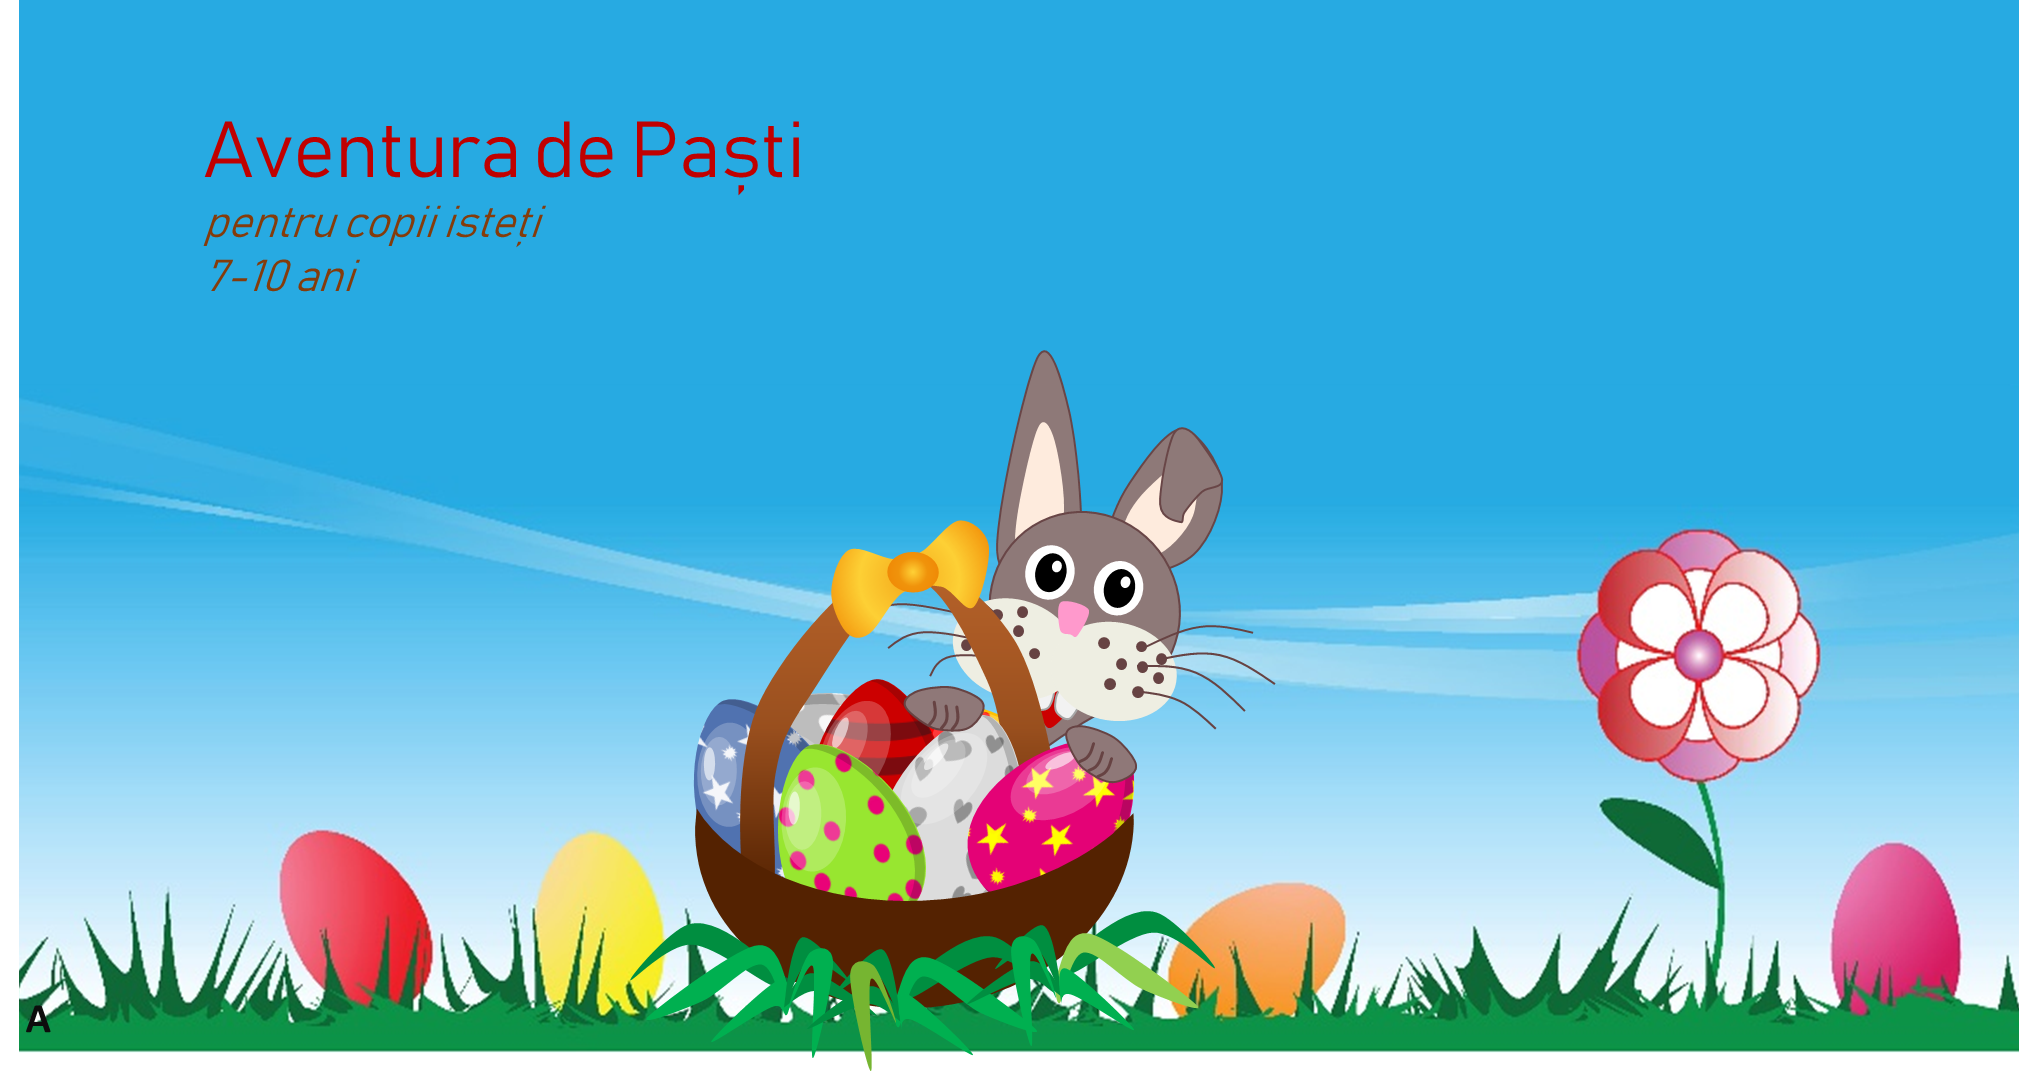 Aventura de Paști
pentru copii isteți
7-10 ani
A